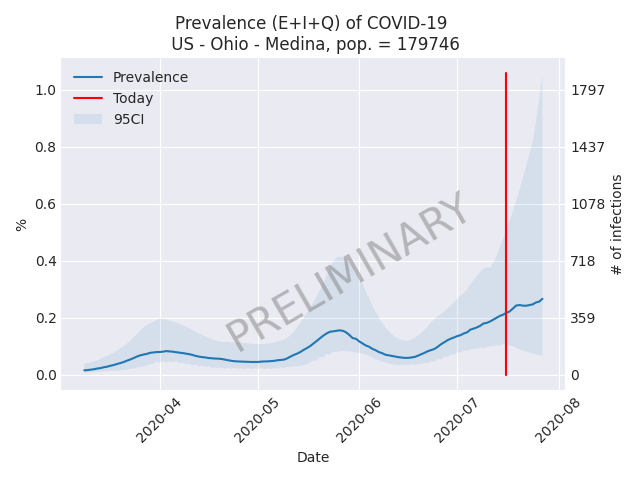 Prevalence (E+I+Q) of COVID-19
US - Ohio - Medina, pop. = 179746
Prevalence
Today
95CI
1.0
0.8
0.6
0.4
0.2
0.0
%
1797
1437
1078
718
359
0
# of infections
PRELIMINARY
2020-04
2020-05
2020-06
2020-07
2020-08
Date